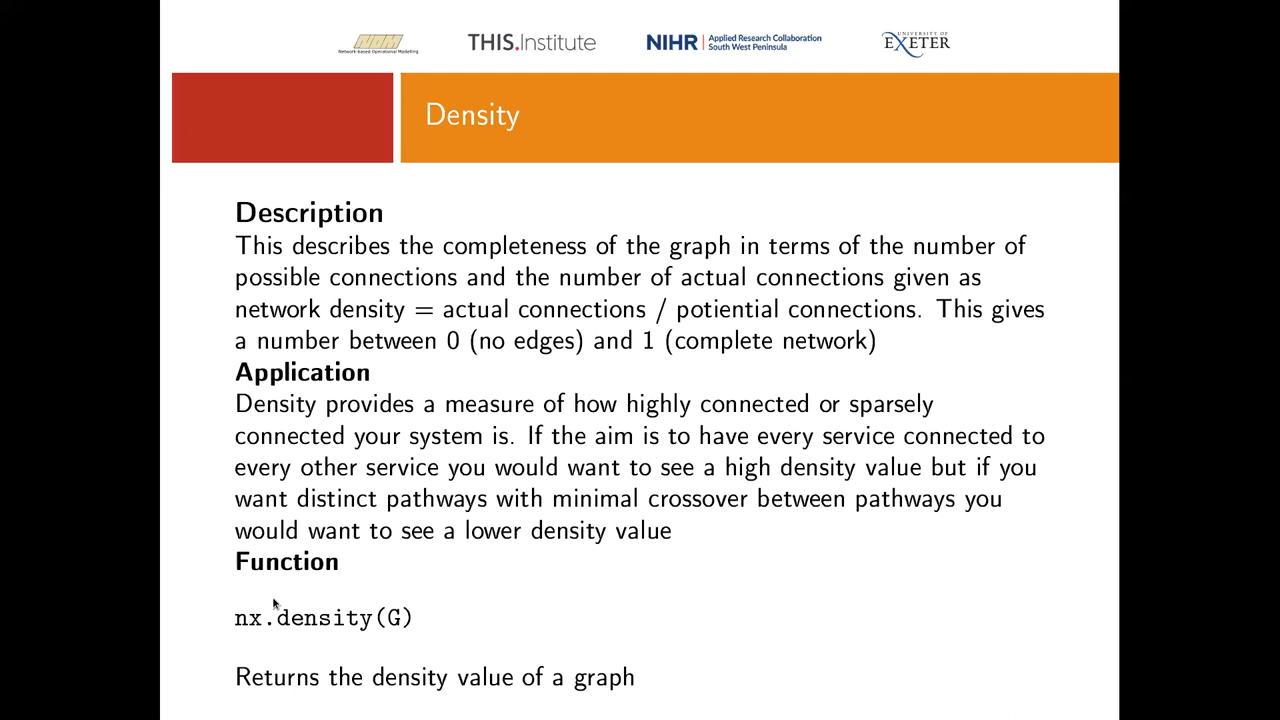 NOM
Network-based Operational Modelling
THIS.Institute
NIHR | Applied Research Collaboration
South West Peninsula
UNIVERSITY OF
EXETER
Density
Description
This describes the completeness of the graph in terms of the number of
possible connections and the number of actual connections given as
network density = actual connections / potiential connections. This gives
a number between 0 (no edges) and 1 (complete network)
Application
Density provides a measure of how highly connected or sparsely
connected your system is. If the aim is to have every service connected to
every other service you would want to see a high density value but if you
want distinct pathways with minimal crossover between pathways you
would want to see a lower density value
Function
nx.density(G)
Returns the density value of a graph